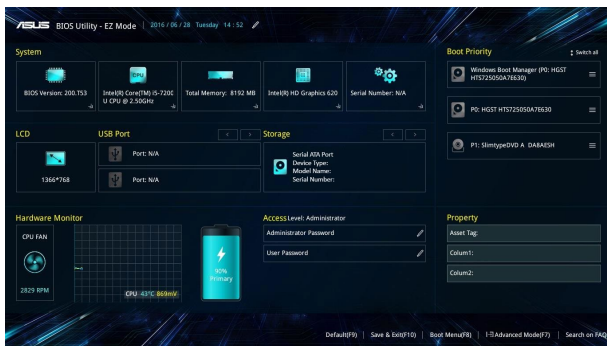 ASUS BIOS Utility - EZ Mode 2016 / 06 / 28 Tuesday 14 : 52
System
BIOS Version: 200.T53
CPU
Intel(R) Core(TM) i5-7200
U CPU @ 2.50GHz
Total Memory: 8192 MB
Intel(R) HD Graphics 620
Serial Number: N/A
Boot Priority
Switch all
Windows Boot Manager (P0: HGST
HTS725050A7E630)
P0: HGST HTS725050A7E630
P1: SlimtypeDVD A DA8AESH
LCD
1366*768
USB Port
Port: N/A
Port: N/A
Storage
Serial ATA Port
Device Type:
Model Name:
Serial Number:
Hardware Monitor
CPU FAN
2829 RPM
CPU 43°C 869mV
90%
Primary
Access Level: Administrator
Administrator Password
User Password
Property
Asset Tag:
Colum1:
Colum2:
Default(F9) Save & Exit(F10) Boot Menu(F8) Advanced Mode(F7) Search on FAQ